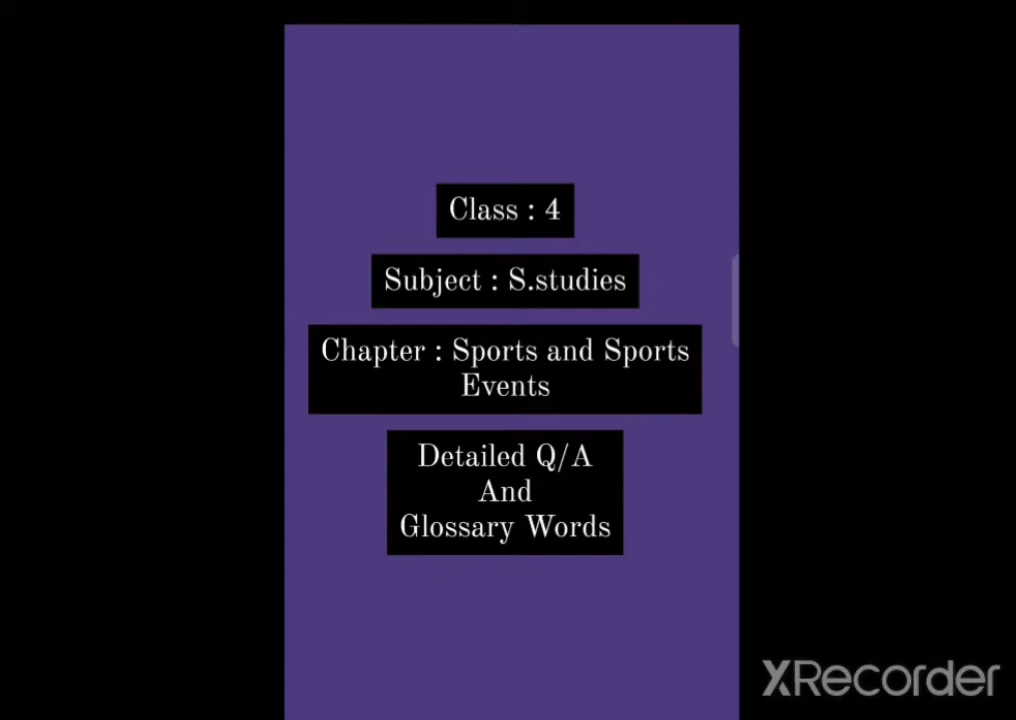 Class : 4
Subject : S.studies
Chapter : Sports and Sports
Events
Detailed Q/A
And
Glossary Words
XRecorder